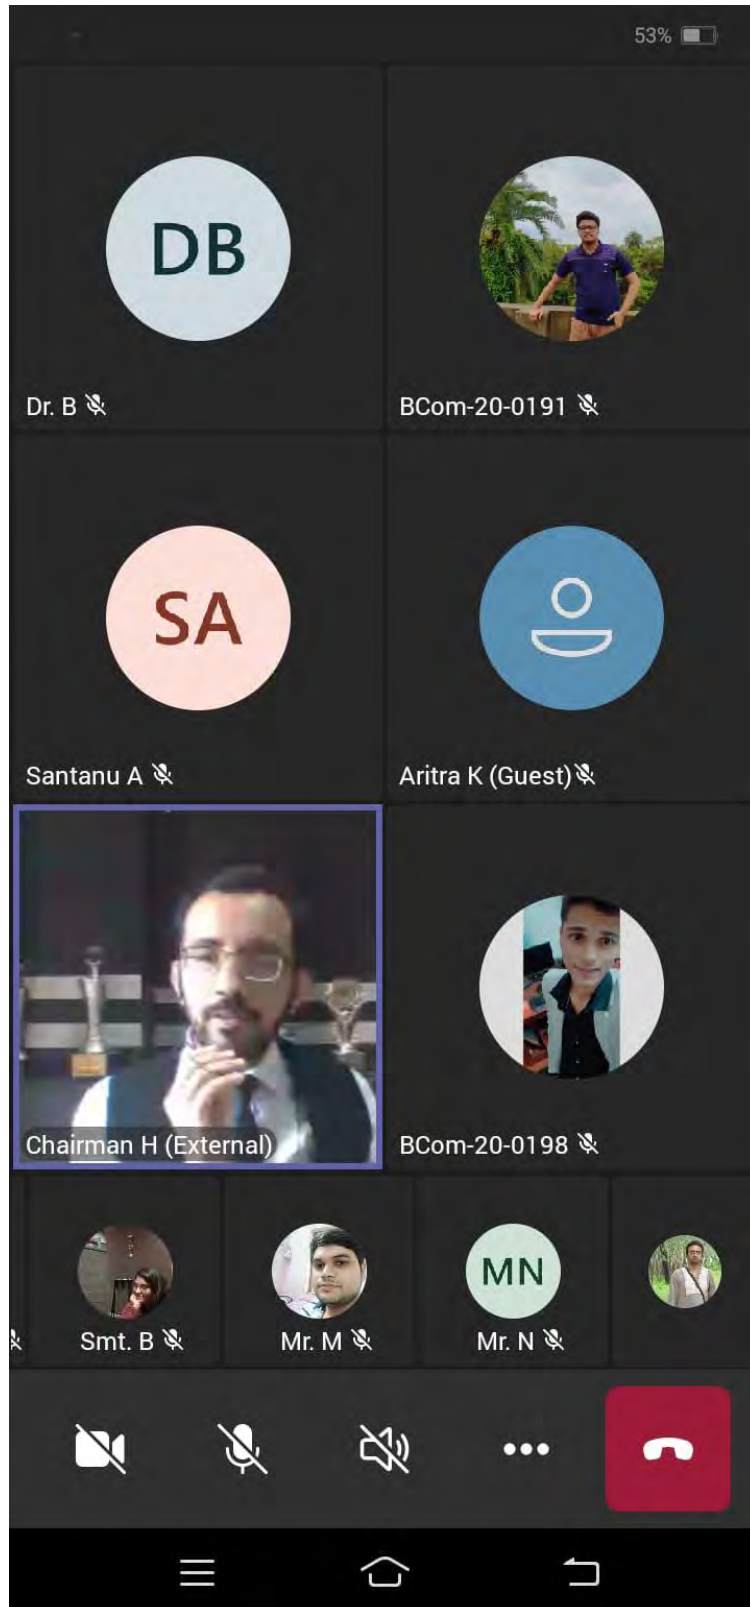 53%
DB
Dr. B
BCom-20-0191
SA
Santanu A
Aritra K (Guest)
Chairman H (External)
BCom-20-0198
MN
Smt. B
Mr. M
Mr. N